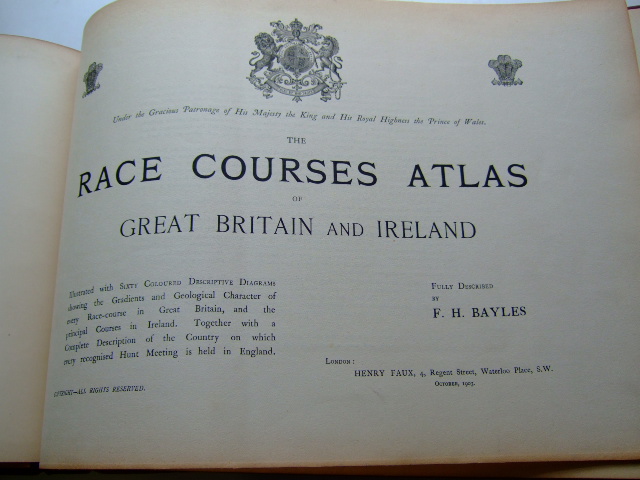 Under the Gracious Patronage of His Majesty the King and His Royal Highness the Prince of Wales.
THE
RACE COURSES ATLAS
OF
GREAT BRITAIN AND IRELAND
Illustrated with SIXTY COLOURED DESCRIPTIVE DIAGRAMS
showing the Gradients and Geological Character of
every Race-course in Great Britain, and the
principal Courses in Ireland. Together with a
Complete Description of the Country on which
every recognised Hunt Meeting is held in England.
FULLY DESCRIBED
BY
F. H. BAYLES
LONDON:
HENRY FAUX, 4, Regent Street, Waterloo Place, S.W.
OCTOBER, 1903.
COPYRIGHT—ALL RIGHTS RESERVED.